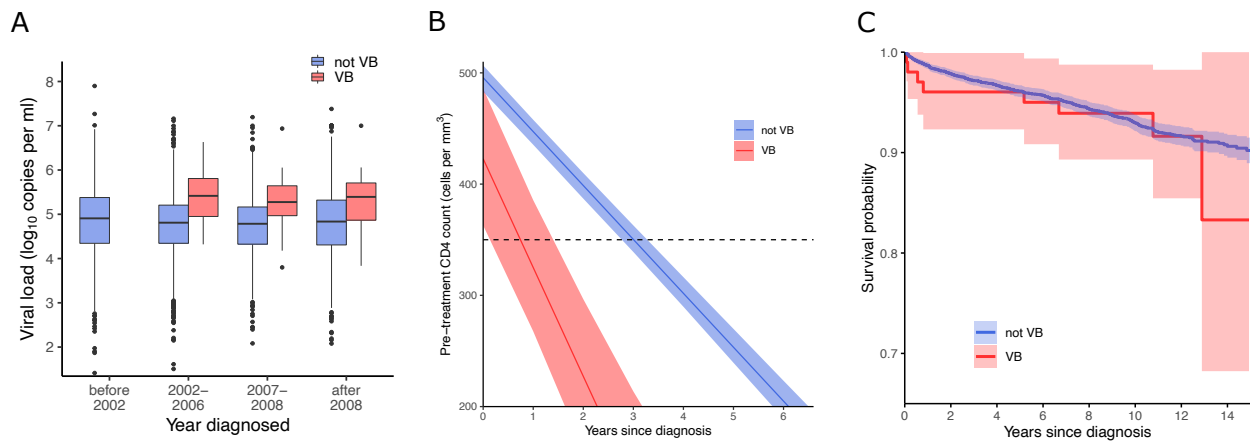 A
not VB
VB
Viral load (log10 copies per ml)
8
7
6
5
4
3
2
before
2002
2002–
2006
2007–
2008
after
2008
Year diagnosed
B
Pre−treatment CD4 count (cells per mm3)
500
400
300
200
not VB
VB
0 1 2 3 4 5 6
Years since diagnosis
C
Survival probability
1.0
0.9
0.8
0.7
not VB
VB
0 2 4 6 8 10 12 14
Years since diagnosis